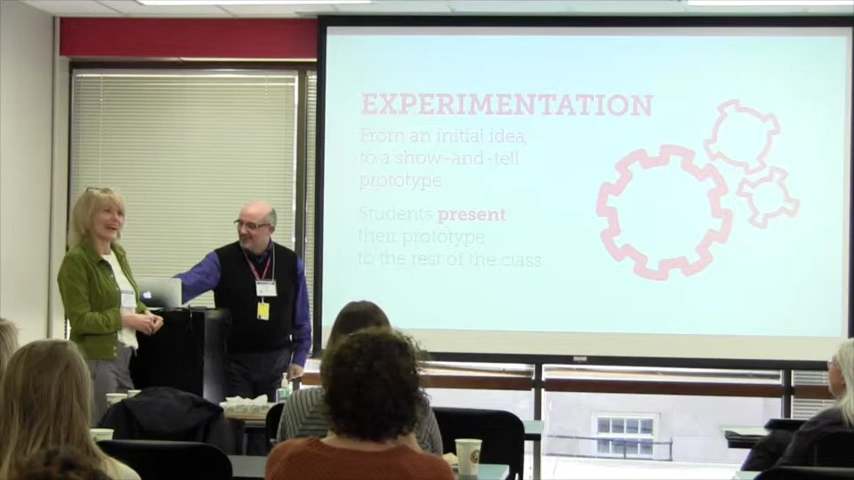 EXPERIMENTATION
From an initial idea,
to a show-and-tell
prototype
Students present
their prototype
to the rest of the class